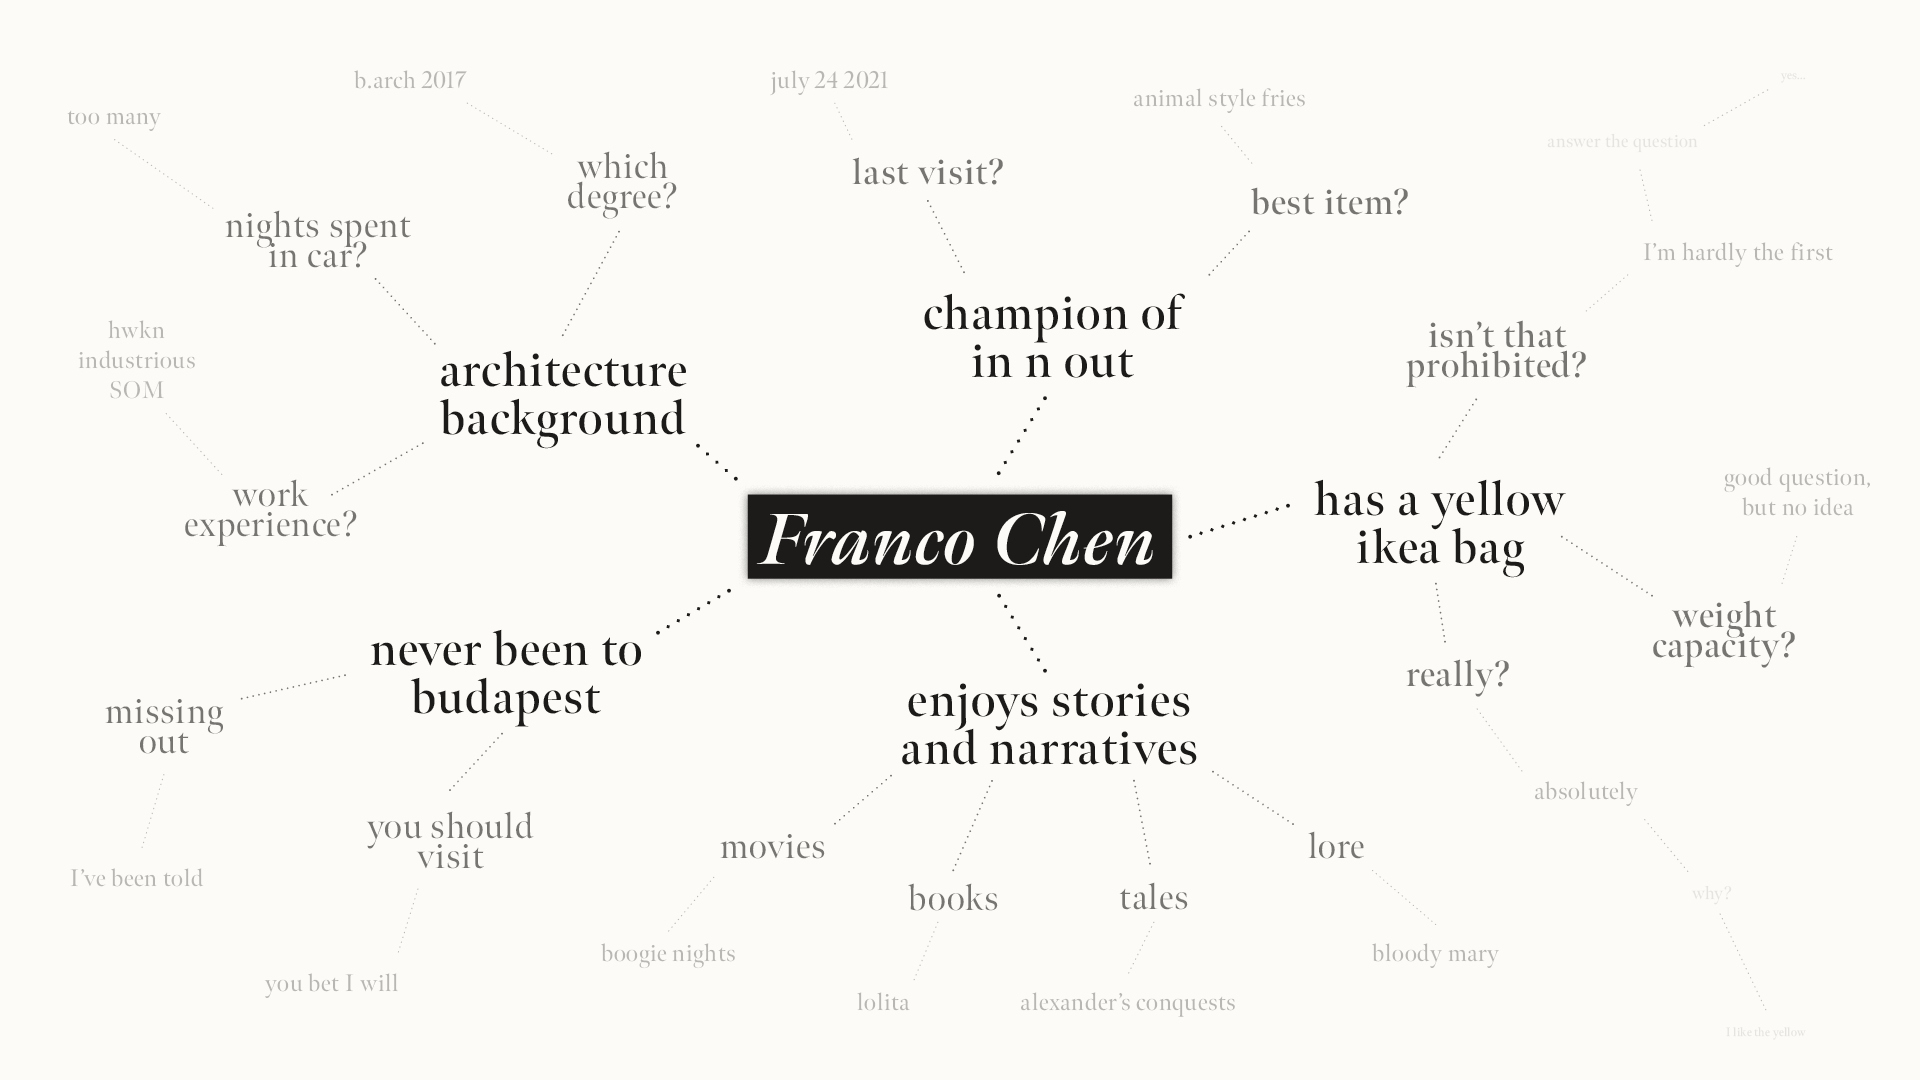 b.arch 2017
july 24 2021
yes...
animal style fries
too many
answer the question
which
degree?
last visit?
best item?
nights spent
in car?
I'm hardly the first
champion of
in n out
hwkn
industrious
SOM
isn't that
prohibited?
architecture
background
good question,
but no idea
work
experience?
has a yellow
ikea bag
Franco Chen
weight
capacity?
never been to
budapest
really?
enjoys stories
and narratives
missing
out
absolutely
you should
visit
movies
lore
I've been told
books
tales
why?
boogie nights
bloody mary
you bet I will
lolita
alexander's conquests
I like the yellow